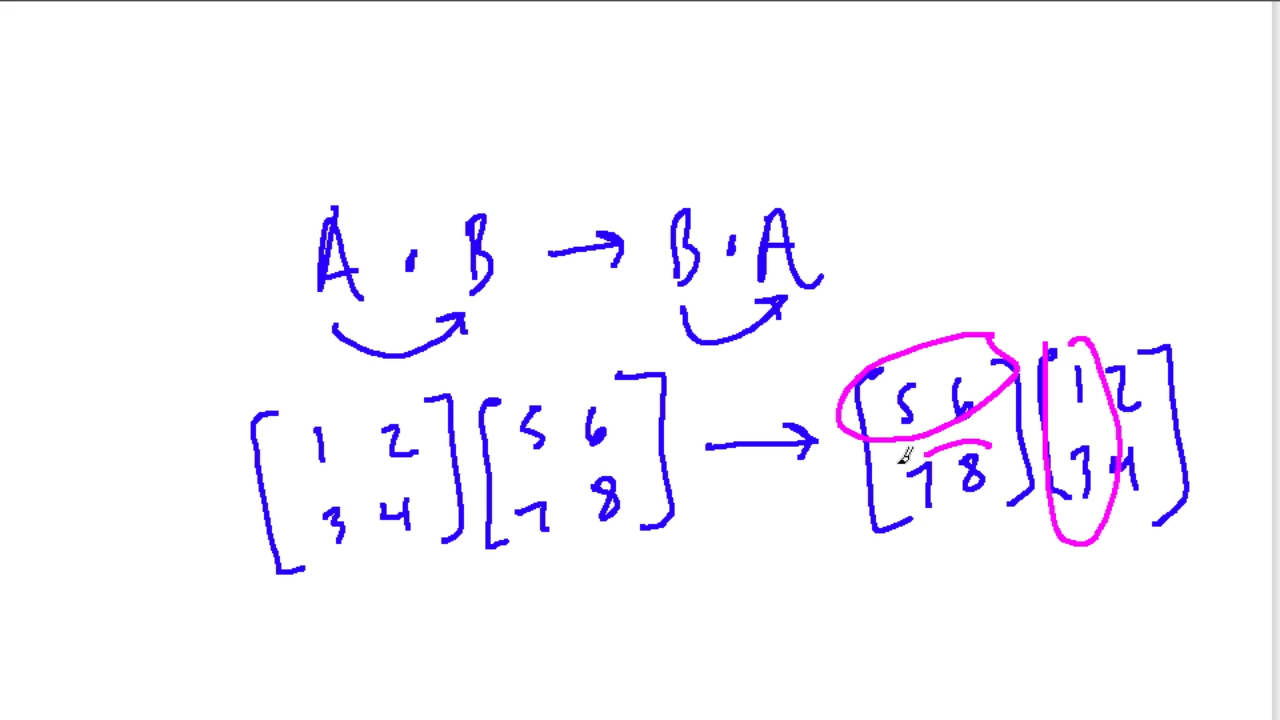 A · B → B · A
[1 2] [5 6] → [5 6] [1 2]
[3 4] [7 8] [7 8] [3 4]